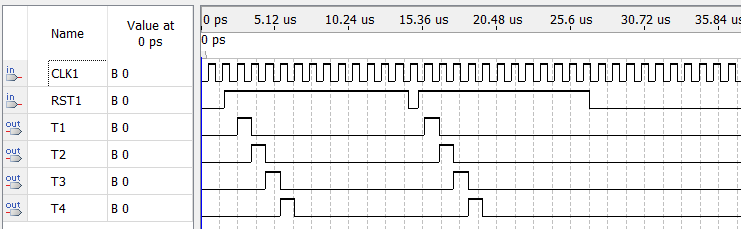 Name
Value at
0 ps
0 ps 5.12 us 10.24 us 15.36 us 20.48 us 25.6 us 30.72 us 35.84 us
0 ps
in CLK1 B 0
in RST1 B 0
out T1 B 0
out T2 B 0
out T3 B 0
out T4 B 0